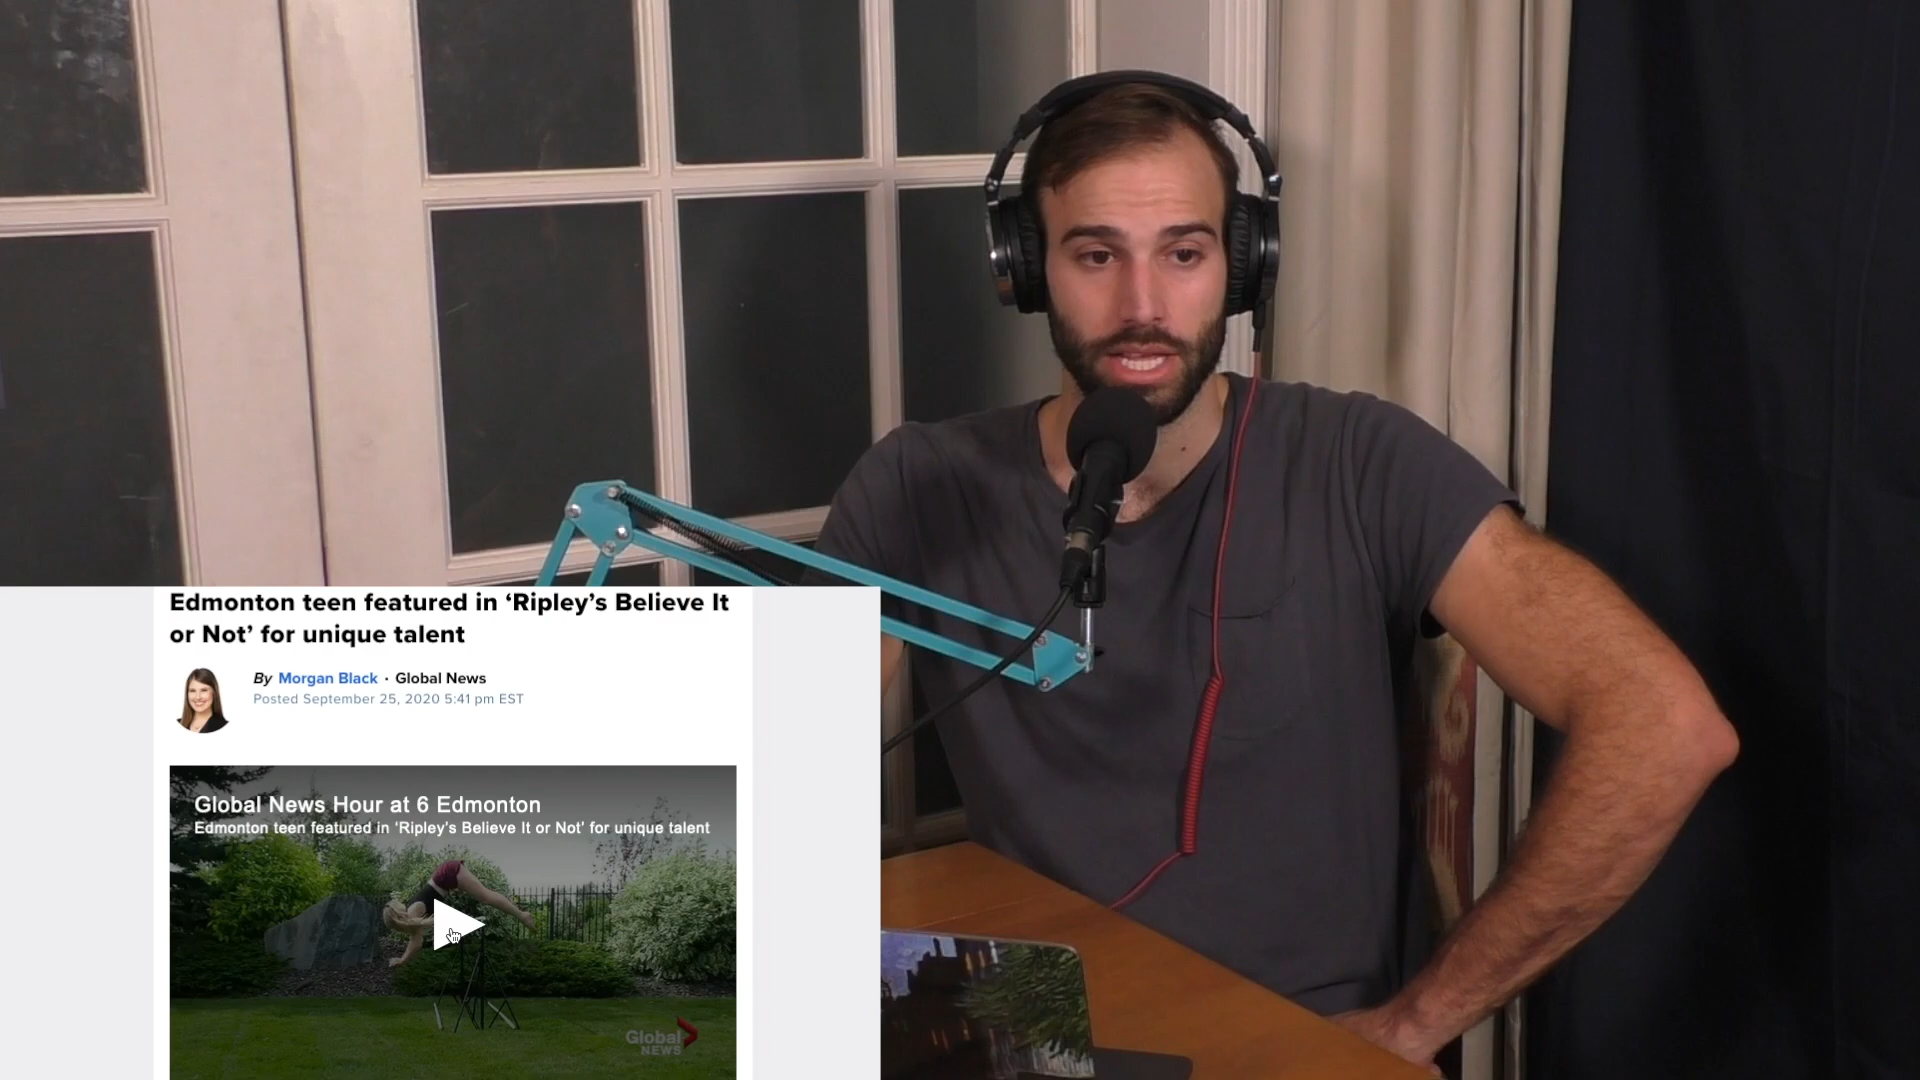 Edmonton teen featured in ‘Ripley’s Believe It
or Not’ for unique talent
By Morgan Black · Global News
Posted September 25, 2020 5:41 pm EST
Global News Hour at 6 Edmonton
Edmonton teen featured in 'Ripley's Believe It or Not' for unique talent
Global
NEWS